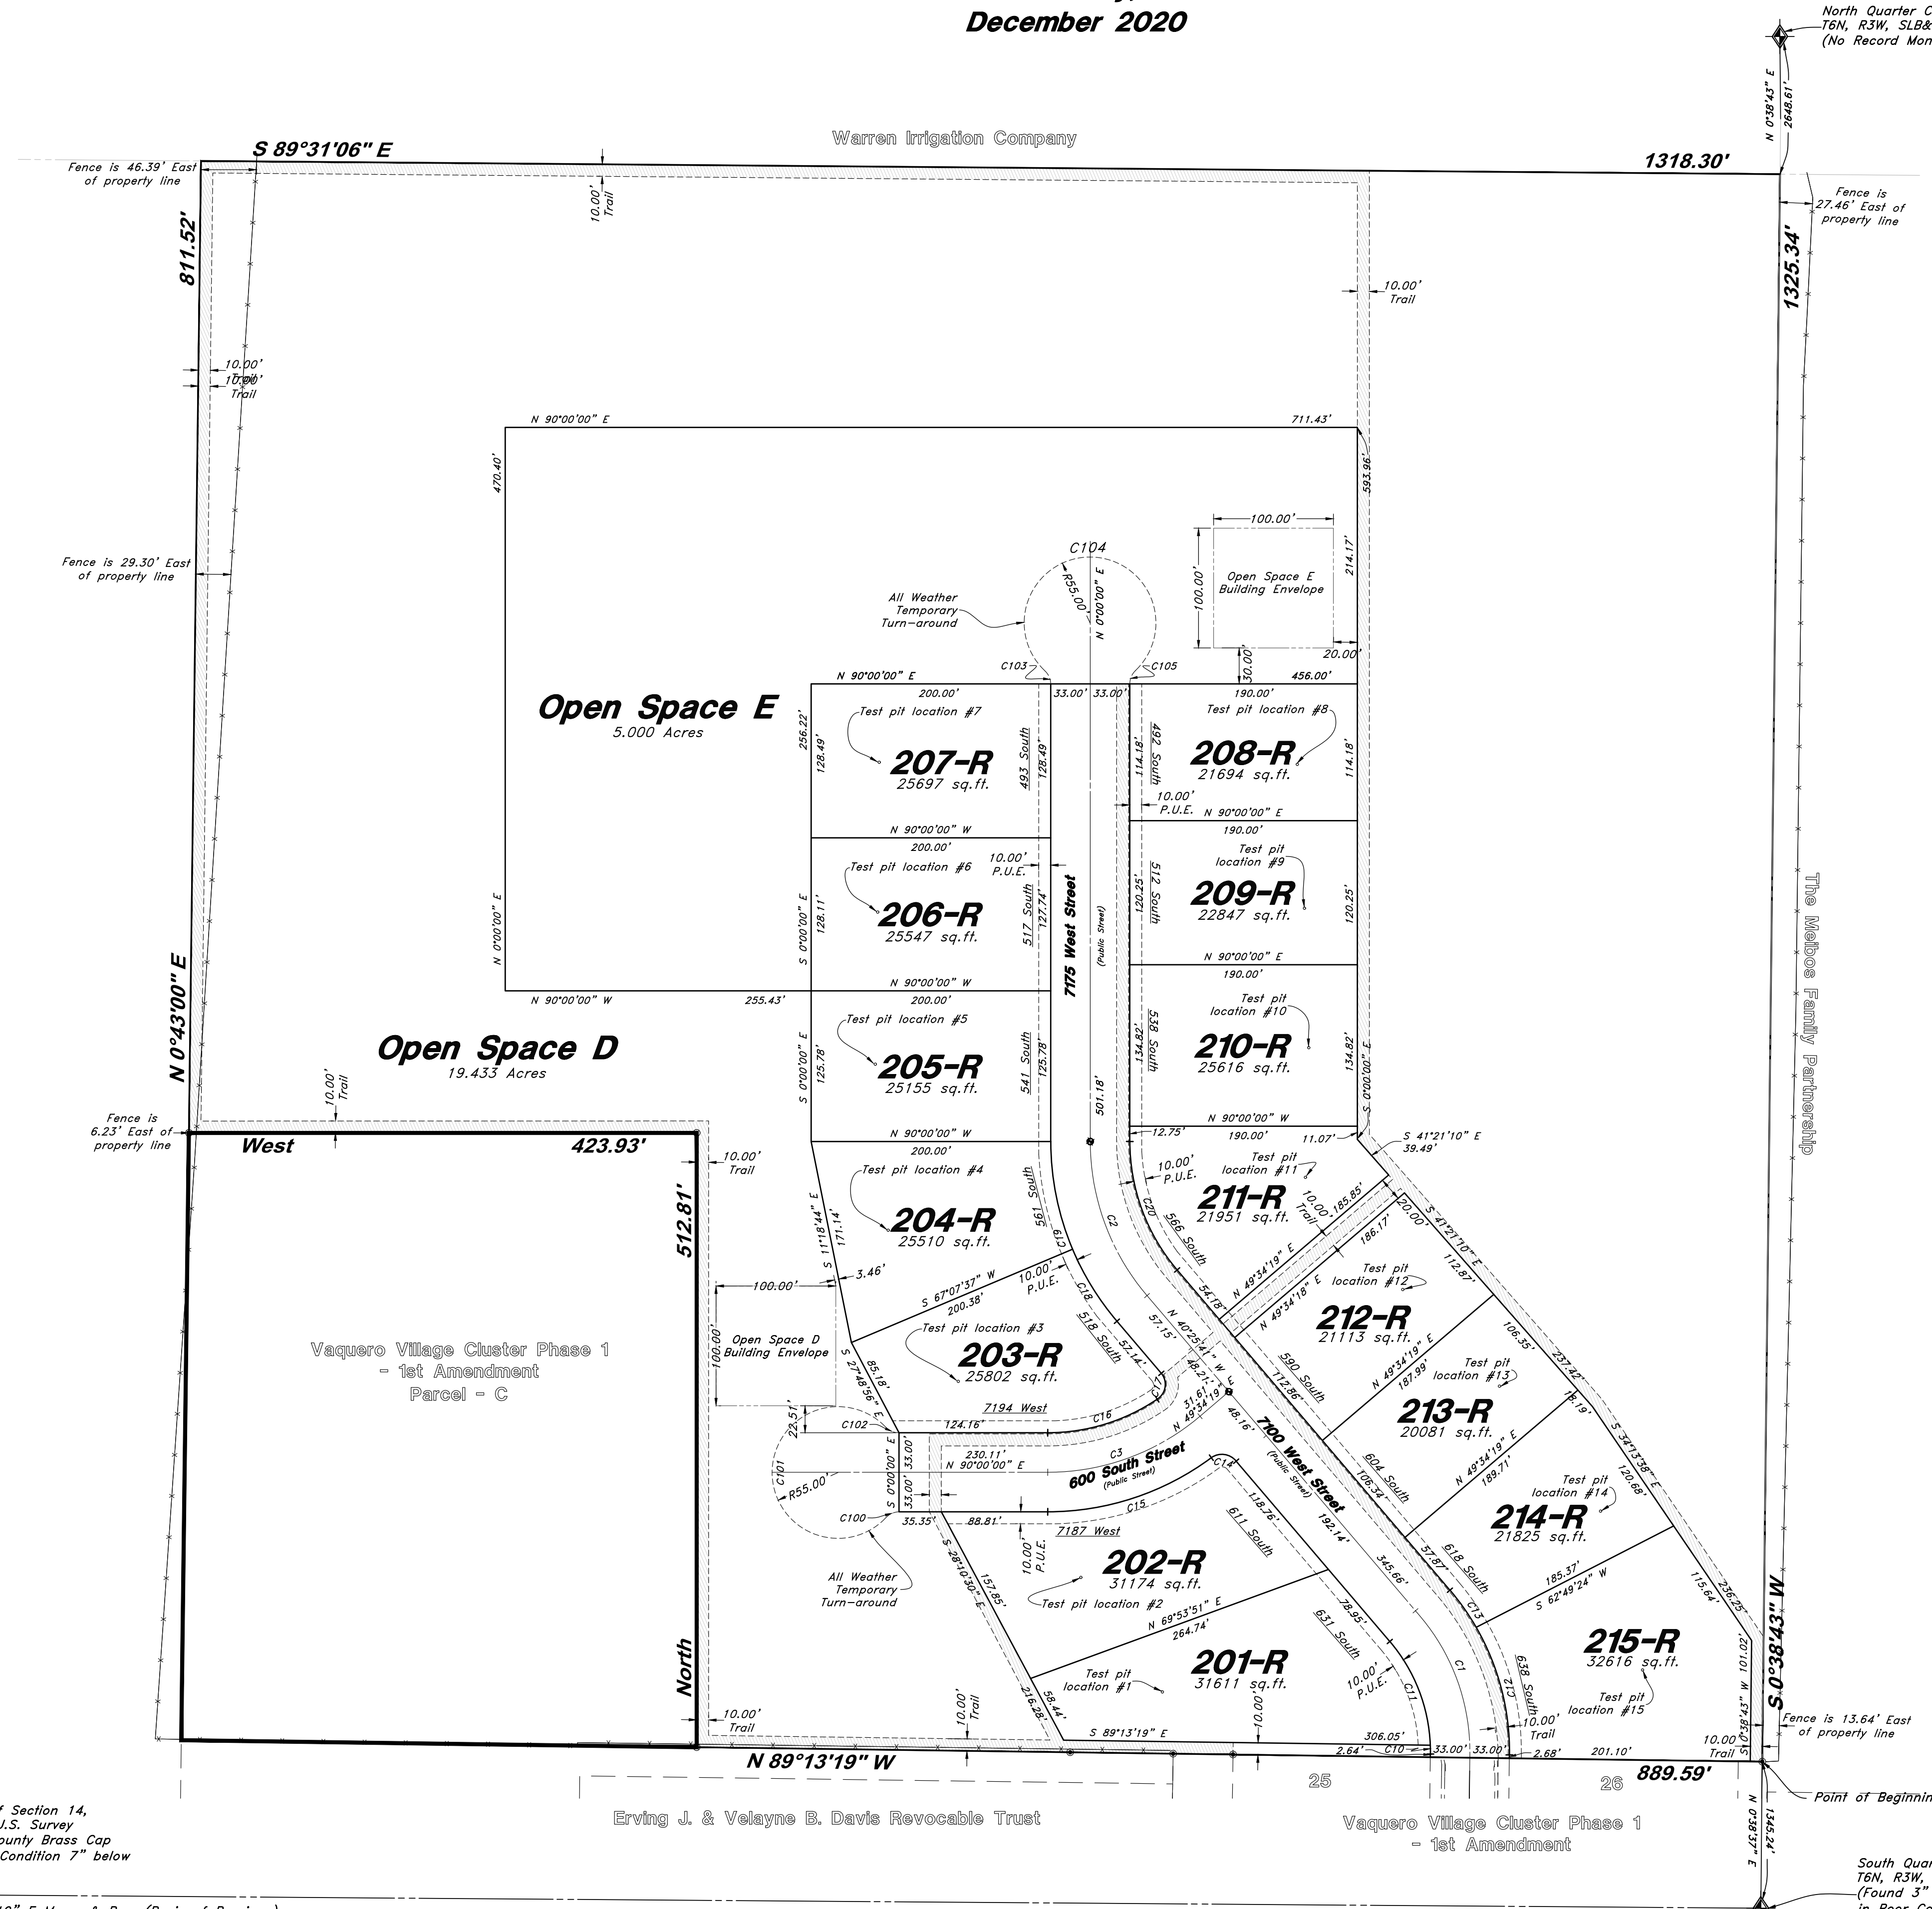 December 2020
North Quarter C
T6N, R3W, SLB&
(No Record Mon
N 0°38'43" E
2648.61'
Warren Irrigation Company
S 89°31'06" E
1318.30'
Fence is 46.39' East
of property line
10.00'
Trail
Fence is
27.46' East of
property line
811.52'
1325.34'
10.00'
Trail
10.00'
Trail
10.00'
Trail
N 90°00'00" E
711.43'
470.40'
593.96'
Fence is 29.30' East
of property line
100.00'
C104
R55.00'
N 0°00'00" E
100.00'
Open Space E
Building Envelope
214.17'
All Weather
Temporary
Turn-around
20.00'
30.00'
C103
C105
N 90°00'00" E
456.00'
200.00'
33.00'
33.00'
190.00'
Open Space E
5.000 Acres
256.22'
128.49'
Test pit location #7
207-R
25697 sq.ft.
493 South
128.49'
114.18'
492 South
Test pit location #8
208-R
21694 sq.ft.
114.18'
10.00'
P.U.E.
N 90°00'00" W
200.00'
N 90°00'00" E
190.00'
Test pit location #6
206-R
25547 sq.ft.
S 0°00'00" E
128.11'
10.00'
P.U.E.
517 South
127.74'
7175 West Street
(Public Street)
120.25'
512 South
Test pit
location #9
209-R
22847 sq.ft.
120.25'
N 0°00'00" E
The Meibos Family Partnership
N 90°00'00" W
255.43'
N 90°00'00" W
200.00'
N 90°00'00" E
190.00'
Test pit location #5
205-R
25155 sq.ft.
S 0°00'00" E
125.78'
541 South
125.78'
501.18'
134.82'
538 South
Test pit
location #10
210-R
25616 sq.ft.
134.82'
S 0°00'00" E
N 0°43'00" E
Open Space D
19.433 Acres
10.00'
Trail
Fence is
6.23' East of
property line
West
423.93'
N 90°00'00" W
200.00'
N 90°00'00" W
12.75'
190.00'
11.07'
S 41°21'10" E
39.49'
10.00'
Trail
512.81'
Test pit location #4
204-R
25510 sq.ft.
S 11°18'44" E
171.14'
561 South
C19
C2
C20
10.00'
P.U.E.
566 South
Test pit
location #11
211-R
21951 sq.ft.
10.00'
Trail
185.85'
N 49°34'19" E
20.00'
186.17'
N 49°34'18" E
S 41°21'10" E
112.87'
100.00'
3.46'
100.00'
Open Space D
Building Envelope
S 67°07'37" W
200.38'
10.00'
P.U.E.
C18
518 South
57.14'
57.15'
N 40°25'41" W
54.18'
Test pit
location #12
212-R
21113 sq.ft.
Test pit location #3
203-R
25802 sq.ft.
S 27°48'56" E
85.18'
7194 West
C17
C16
48.21'
31.61'
N 49°34'19" E
48.16'
590 South
112.86'
N 49°34'19" E
187.99'
106.35'
237.42'
Test pit
location #13
213-R
20081 sq.ft.
18.19'
Vaquero Village Cluster Phase 1
- 1st Amendment
Parcel - C
22.51'
C102
124.16'
33.00'
33.00'
S 0°00'00" E
C101
R55.00'
C100
230.11'
N 90°00'00" E
C3
600 South Street
(Public Street)
C14
C15
7100 West Street
(Public Street)
604 South
106.34'
N 49°34'19" E
189.71'
S 34°13'38" E
120.68'
Test pit
location #14
214-R
21825 sq.ft.
35.35'
88.81'
10.00'
P.U.E.
7187 West
118.76'
611 South
192.14'
345.66'
57.87'
618 South
C13
185.37'
S 62°49'24" W
115.64'
236.25'
All Weather
Temporary
Turn-around
S 28°10'30" E
157.85'
202-R
31174 sq.ft.
Test pit location #2
N 69°53'51" E
264.74'
78.95'
631 South
C1
638 South
C12
North
201-R
31611 sq.ft.
Test pit
location #1
10.00'
P.U.E.
C11
215-R
32616 sq.ft.
Test pit
location #15
S 0°38'43" W
101.02'
S 0°38'43" W
216.28'
58.44'
10.00'
Trail
10.00'
Trail
S 89°13'19" E
10.00'
306.05'
2.64'
C10
33.00'
33.00'
10.00'
Trail
2.68'
201.10'
10.00'
Trail
Fence is 13.64' East
of property line
N 89°13'19" W
889.59'
25
26
Point of Beginnin
Erving J. & Velayne B. Davis Revocable Trust
Vaquero Village Cluster Phase 1
- 1st Amendment
N 0°38'37" E
1345.24'
f Section 14,
U.S. Survey
ounty Brass Cap
Condition 7" below
South Quar
T6N, R3W,
(Found 3"